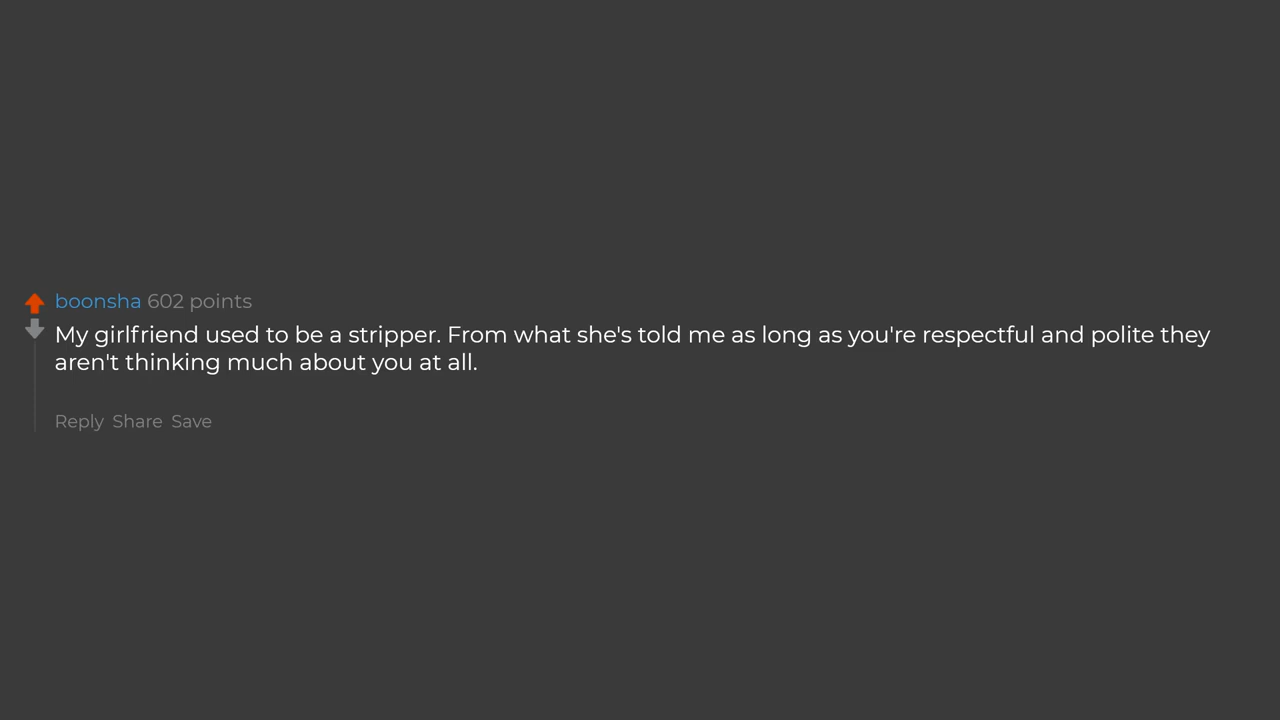 boonsha 602 points
My girlfriend used to be a stripper. From what she's told me as long as you're respectful and polite they
aren't thinking much about you at all.
Reply Share Save